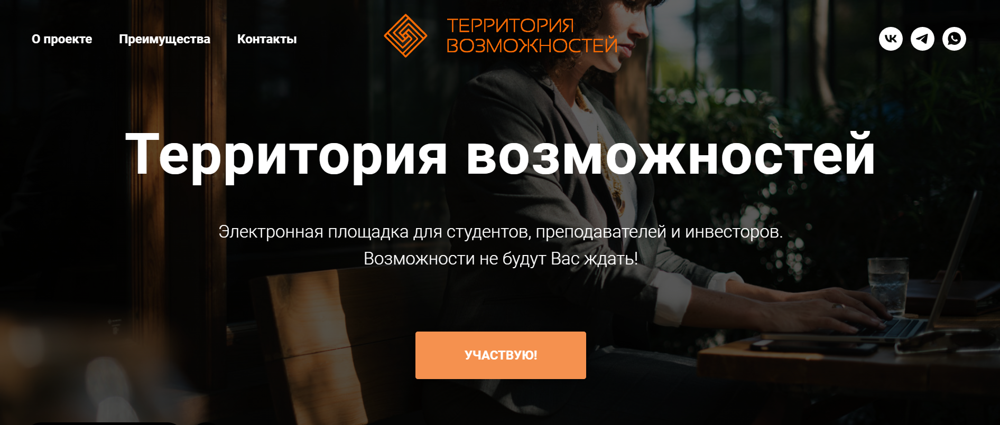 О проекте
Преимущества
Контакты
ТЕРРИТОРИЯ
ВОЗМОЖНОСТЕЙ
Территория возможностей
Электронная площадка для студентов, преподавателей и инвесторов.
Возможности не будут Вас ждать!
УЧАСТВУЮ!